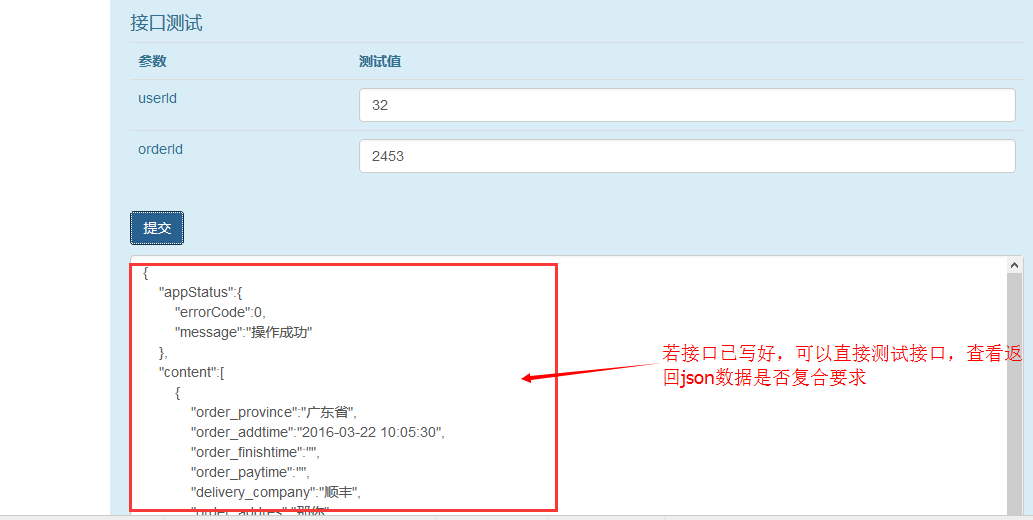 接口测试
参数 测试值
userId 32
orderId 2453
提交
{
"appStatus":{
"errorCode":0,
"message":"操作成功"
},
"content":[
{
"order_province":"广东省",
"order_addtime":"2016-03-22 10:05:30",
"order_finishtime":"",
"order_paytime":"",
"delivery_company":"顺丰",
若接口已写好，可以直接测试接口，查看返
回json数据是否复合要求